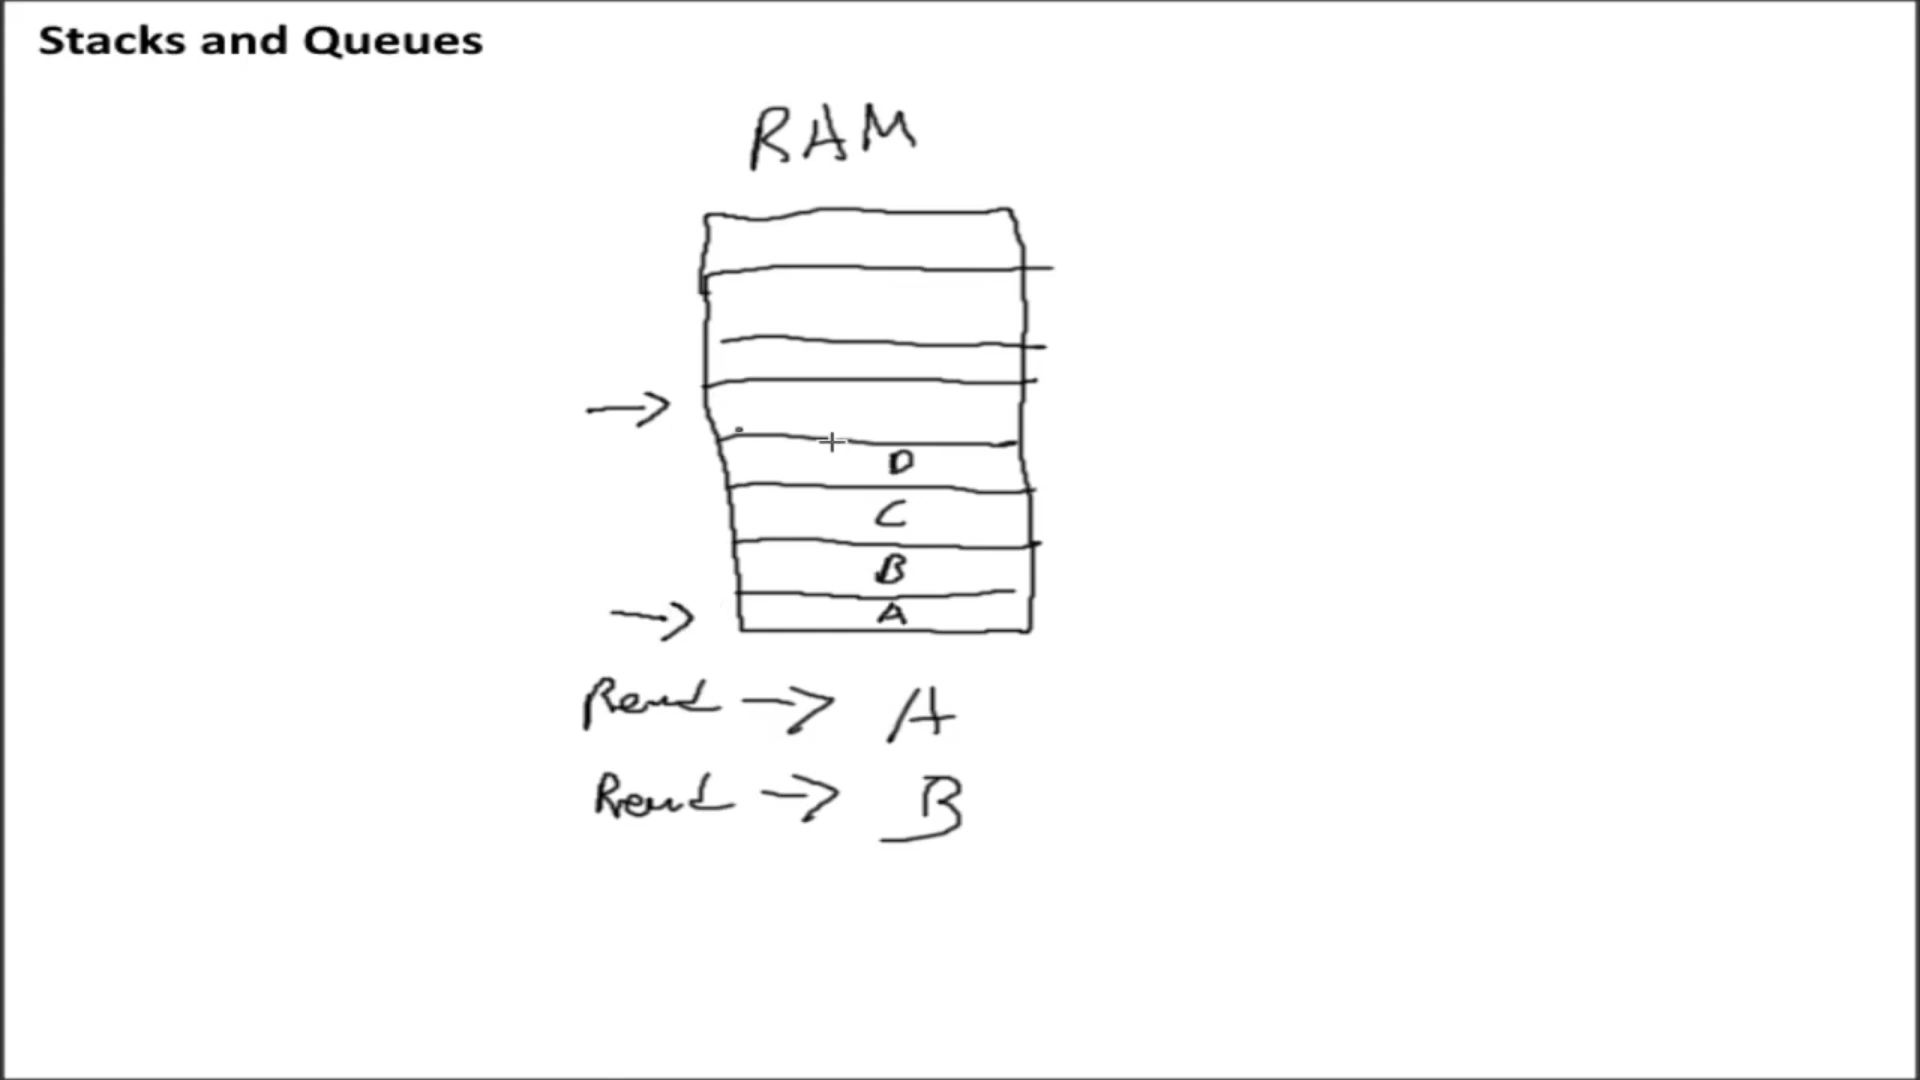 Stacks and Queues
RAM
D
C
B
A
Read → A
Read → B